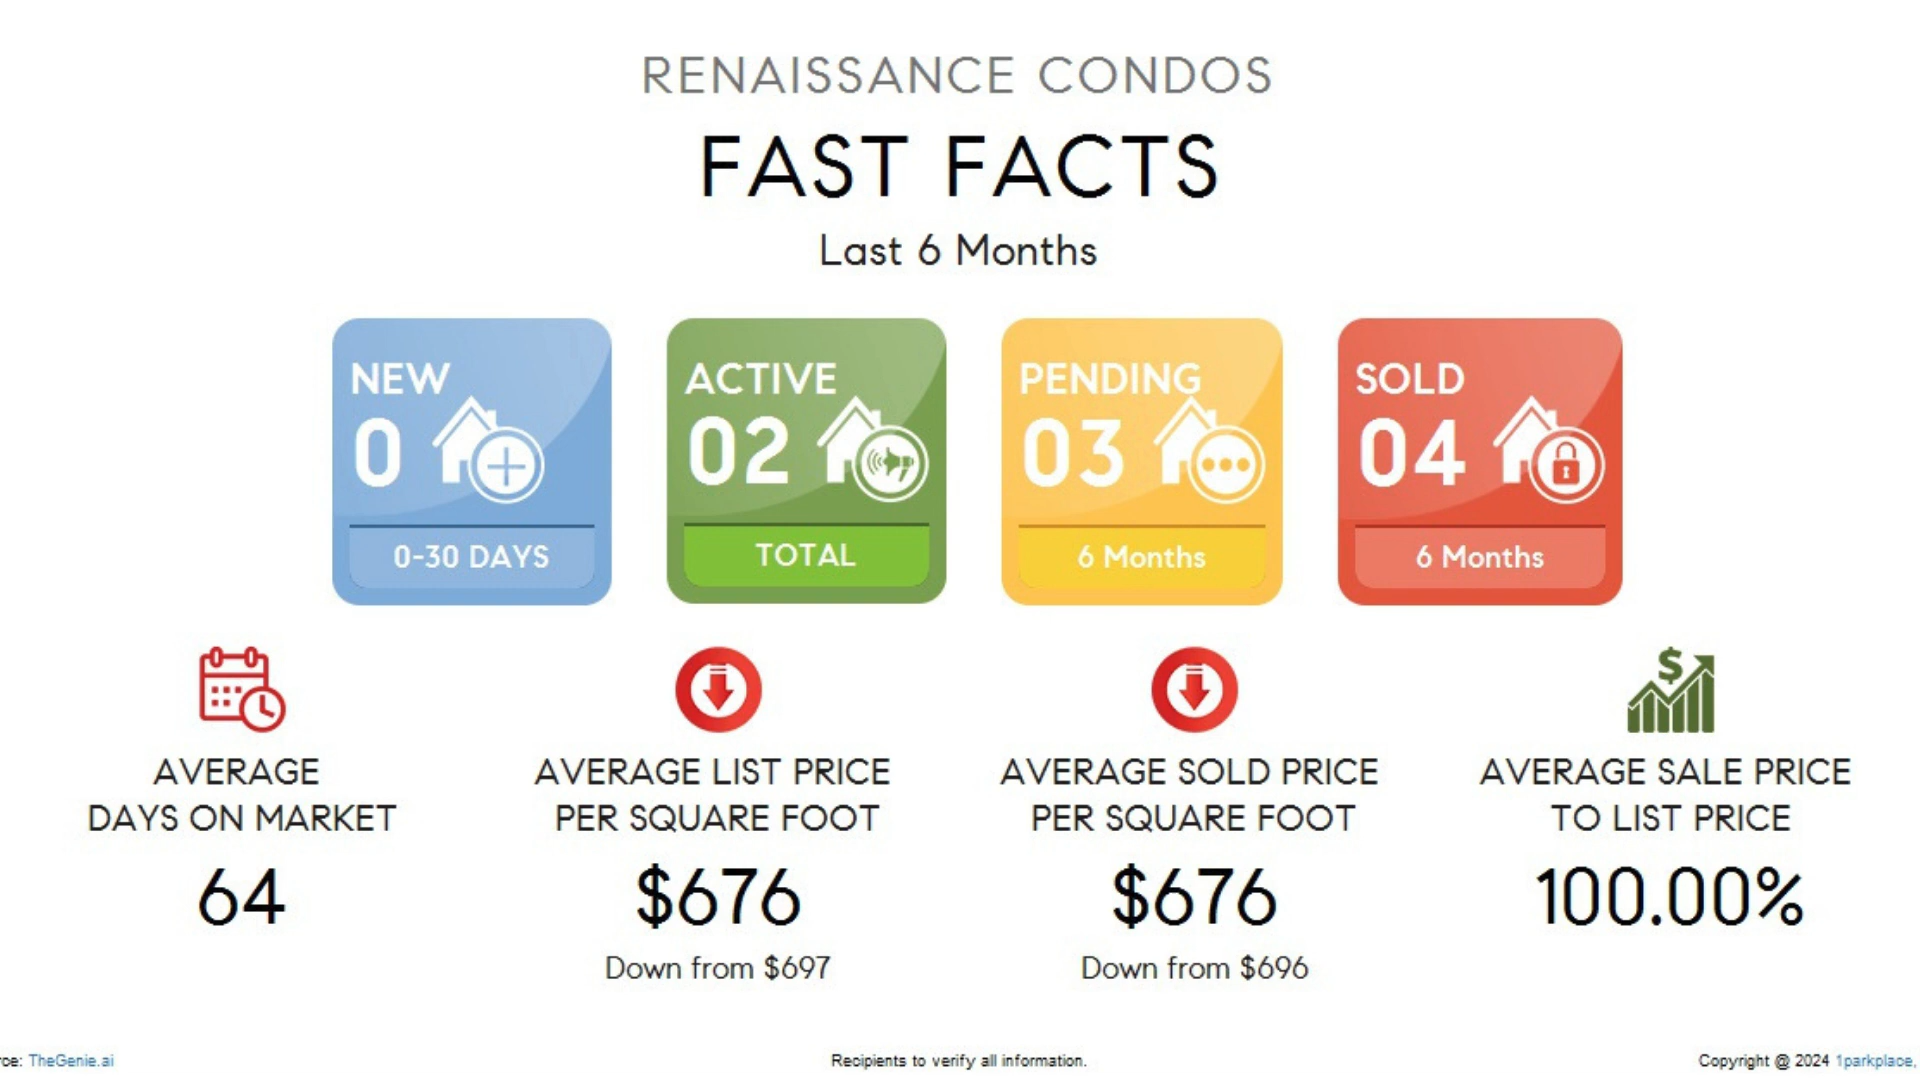 RENAISSANCE CONDOS
FAST FACTS
Last 6 Months
NEW
0
0-30 DAYS
ACTIVE
02
TOTAL
PENDING
03
6 Months
SOLD
04
6 Months
AVERAGE
DAYS ON MARKET
64
AVERAGE LIST PRICE
PER SQUARE FOOT
$676
Down from $697
AVERAGE SOLD PRICE
PER SQUARE FOOT
$676
Down from $696
$
AVERAGE SALE PRICE
TO LIST PRICE
100.00%
rce: TheGenie.ai
Recipients to verify all information.
Copyright @ 2024 1parkplace,